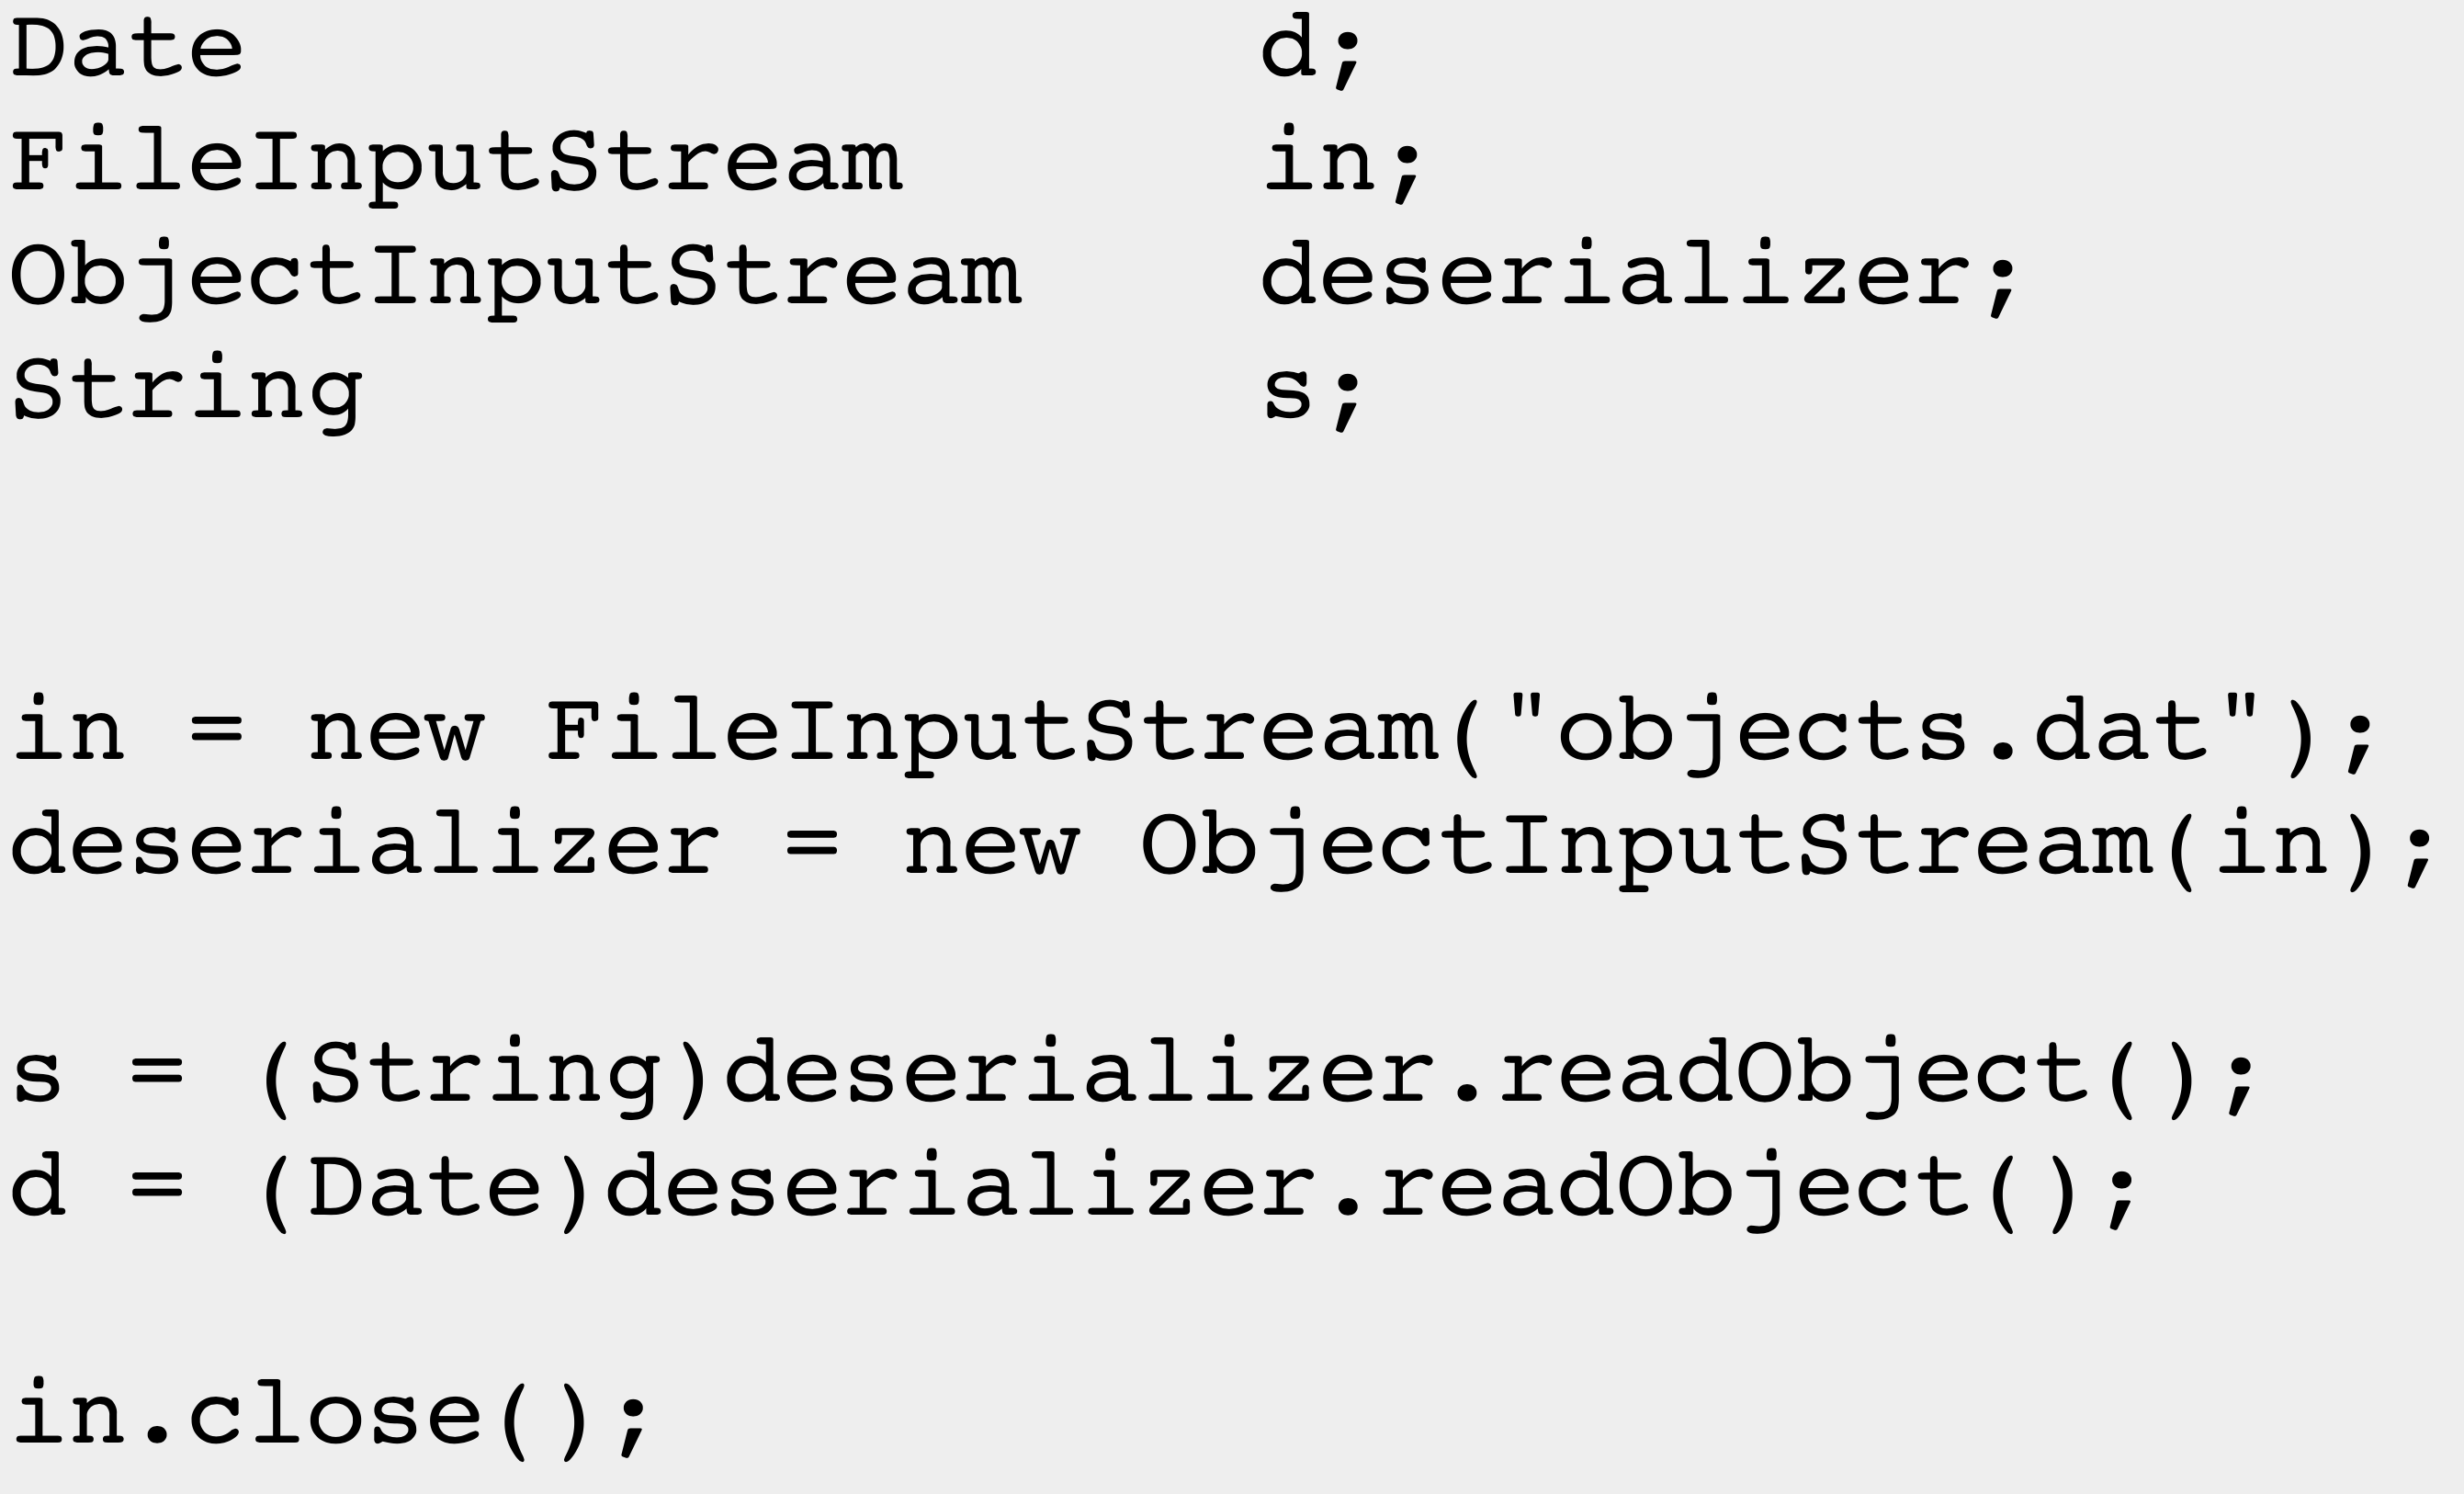 Date                 d;
FileInputStream      in;
ObjectInputStream    deserializer;
String               s;
in =  new FileInputStream("objects.dat");
deserializer =  new ObjectInputStream(in);
s =  (String)deserializer.readObject();
d =  (Date)deserializer.readObject();
in.close();